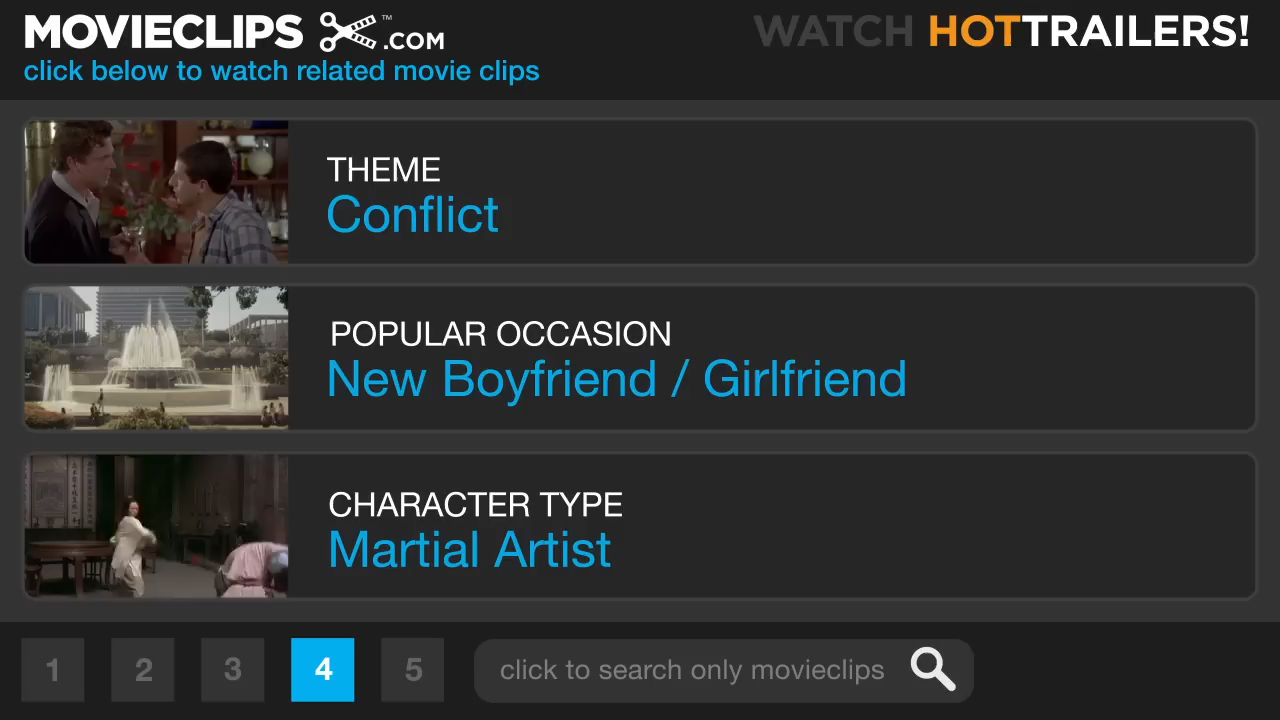 MOVIECLIPS ™ .COM
WATCH HOTTRAILERS!
click below to watch related movie clips
THEME
Conflict
POPULAR OCCASION
New Boyfriend / Girlfriend
CHARACTER TYPE
Martial Artist
1 2 3 4 5
click to search only movieclips